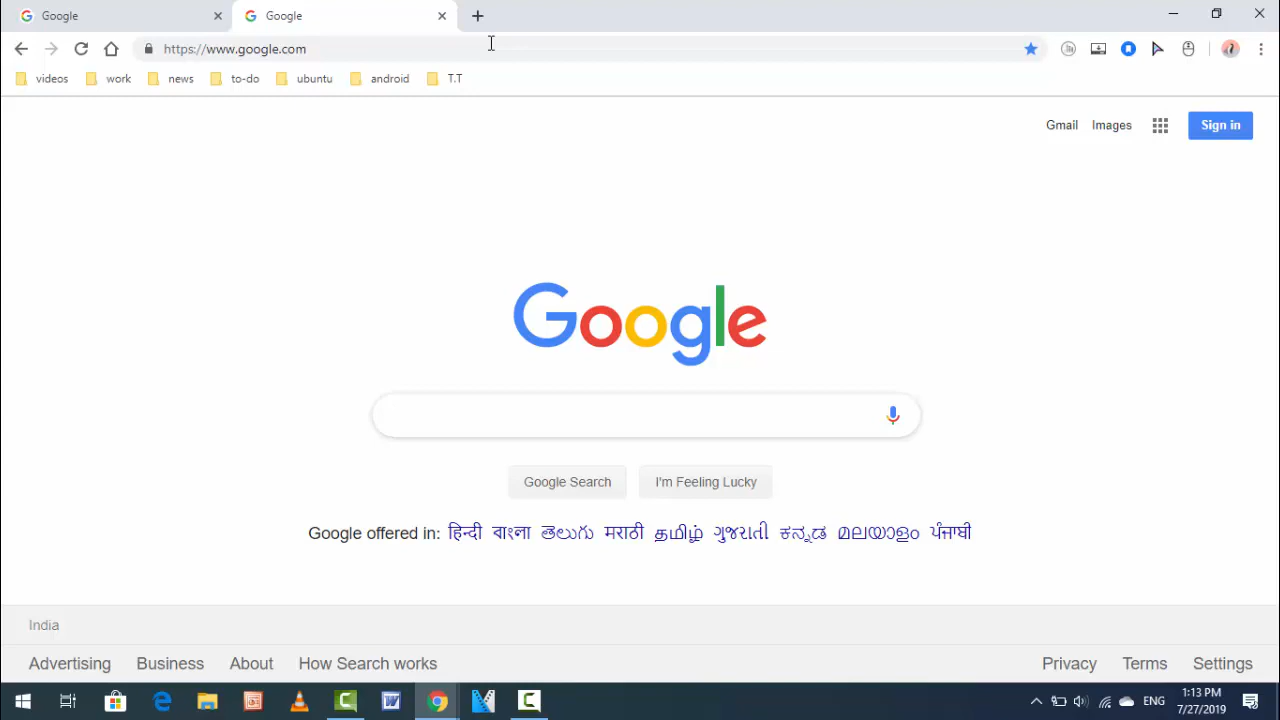 Google Google
https://www.google.com
videos work news to-do ubuntu android T.T
Gmail Images Sign in
Google
Google Search I'm Feeling Lucky
Google offered in: हिन्दी বাংলা తెలుగు मराठी தமிழ் ગુજરાતી ಕನ್ನಡ മലയാളം ਪੰਜਾਬੀ
India
Advertising Business About How Search works Privacy Terms Settings
ENG 1:13 PM
7/27/2019